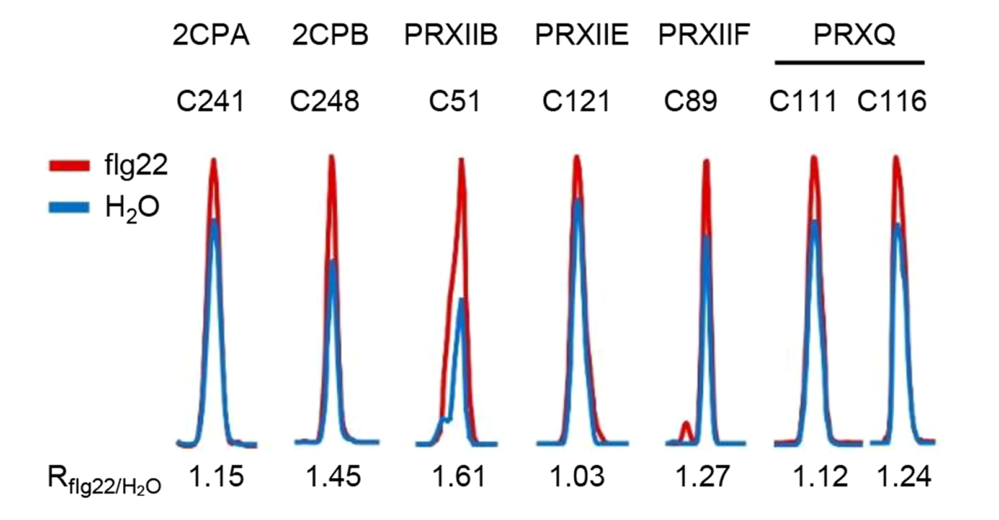 2CPA 2CPB PRXIIB PRXIIE PRXIIF PRXQ
C241 C248 C51 C121 C89 C111 C116
flg22
H₂O
R flg22/H₂O 1.15 1.45 1.61 1.03 1.27 1.12 1.24